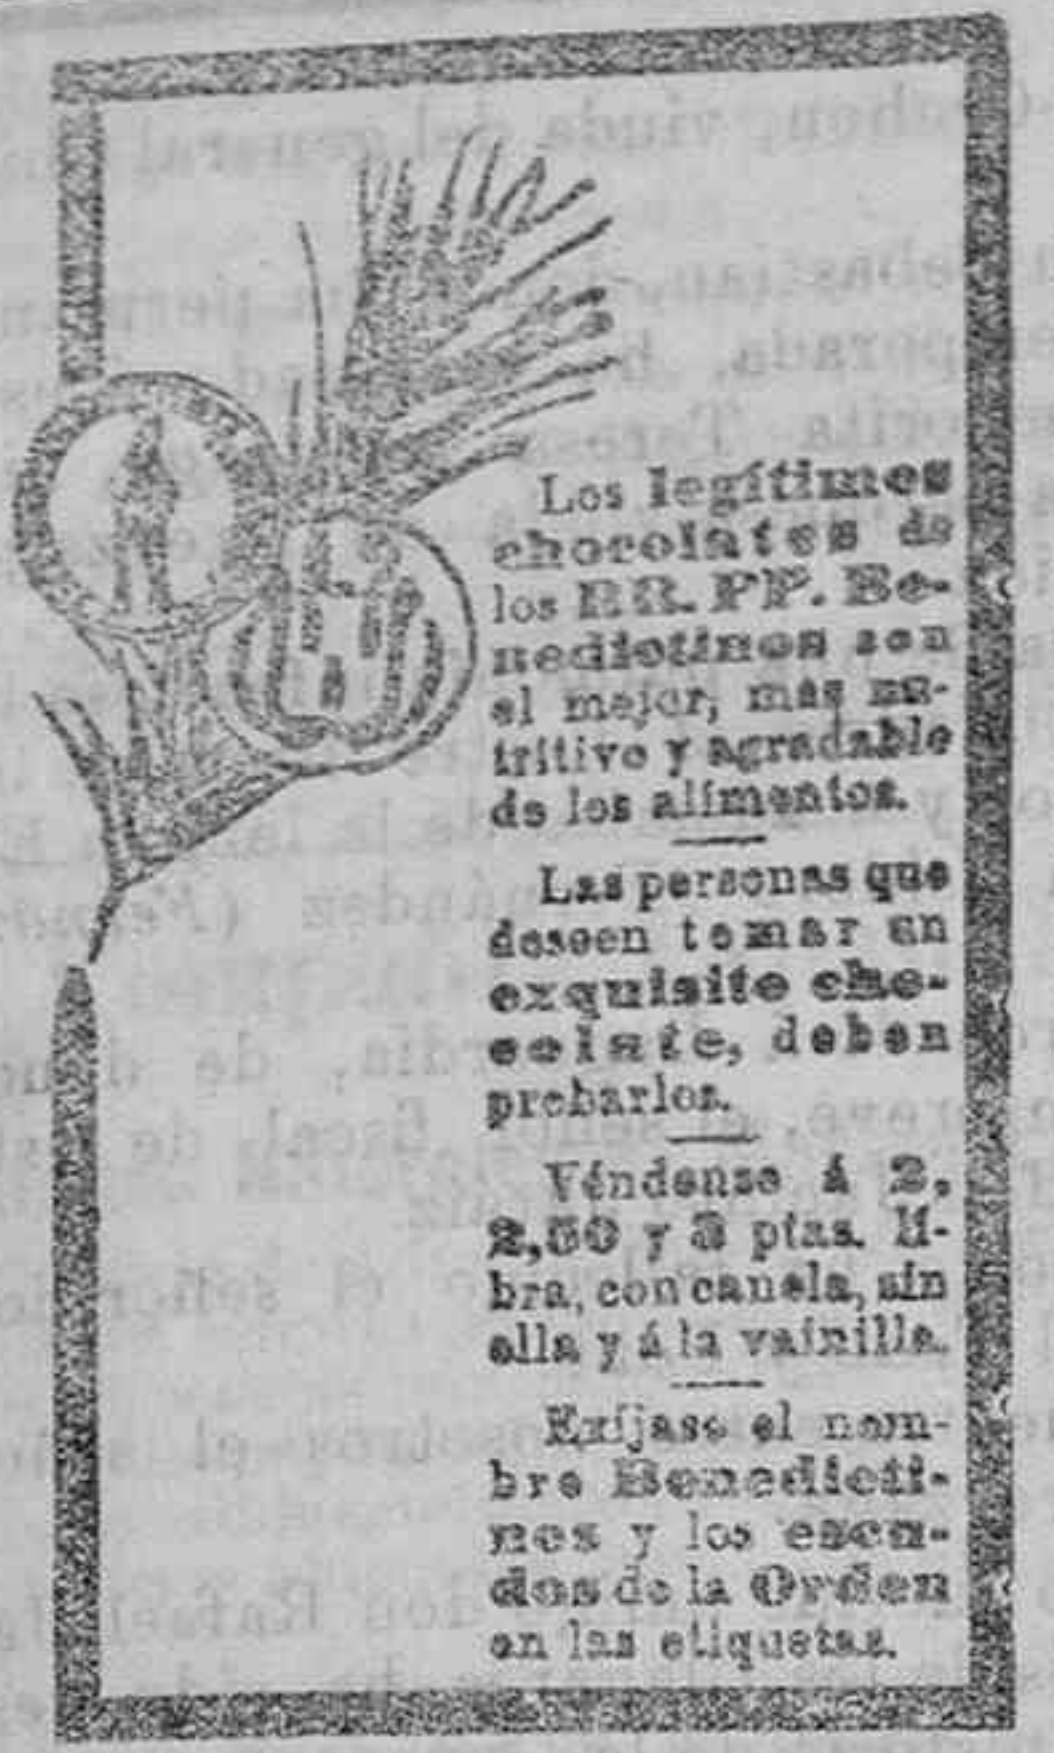 Los legítimos
chocolates de
los RR. PP. Be-
nedictinos son
el mejor, más nu-
tritivo y agradable
de los alimentos.
Las personas que
deseen tomar un
exquisito cho-
colate, deben
probarlos.
Véndense á 2,
2,50 y 3 ptas. li-
bra, con canela, sin
ella y á la vainilla.
Exíjase el nom-
bre Benedicti-
nos y los escu-
dos de la Orden
en las etiquetas.